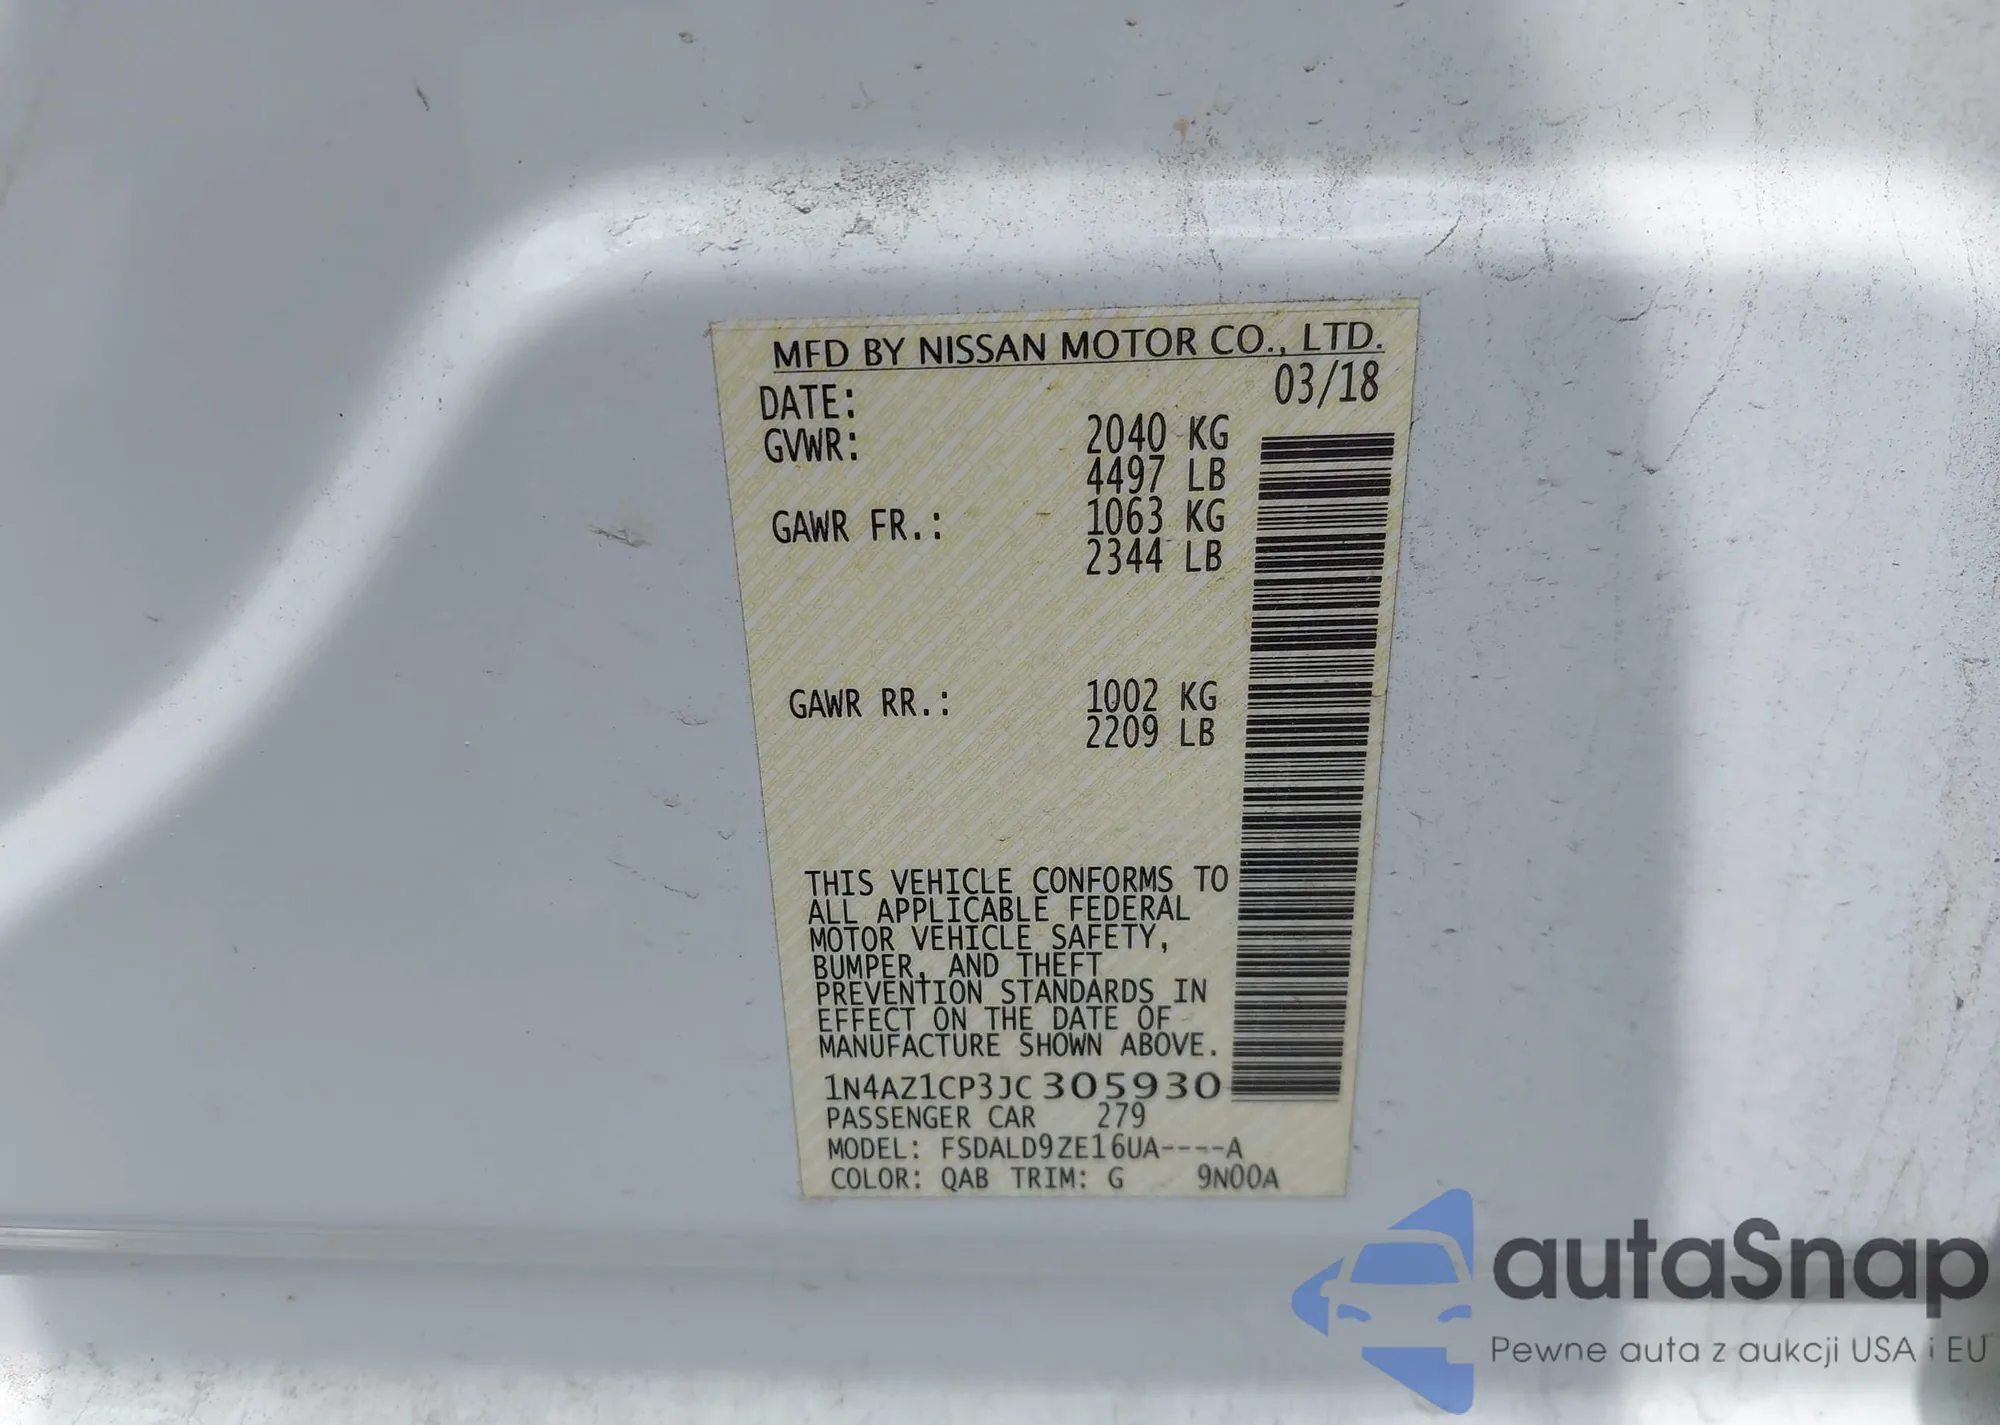 MFD BY NISSAN MOTOR CO., LTD.
DATE: 03/18
GVWR: 2040 KG
4497 LB
GAWR FR.: 1063 KG
2344 LB
GAWR RR.: 1002 KG
2209 LB
THIS VEHICLE CONFORMS TO
ALL APPLICABLE FEDERAL
MOTOR VEHICLE SAFETY,
BUMPER, AND THEFT
PREVENTION STANDARDS IN
EFFECT ON THE DATE OF
MANUFACTURE SHOWN ABOVE.
1N4AZ1CP3JC305930
PASSENGER CAR 279
MODEL: FSDALD9ZE16UA----A
COLOR: QAB TRIM: G 9N00A
autaSnap
Pewne auta z aukcji USA i EU